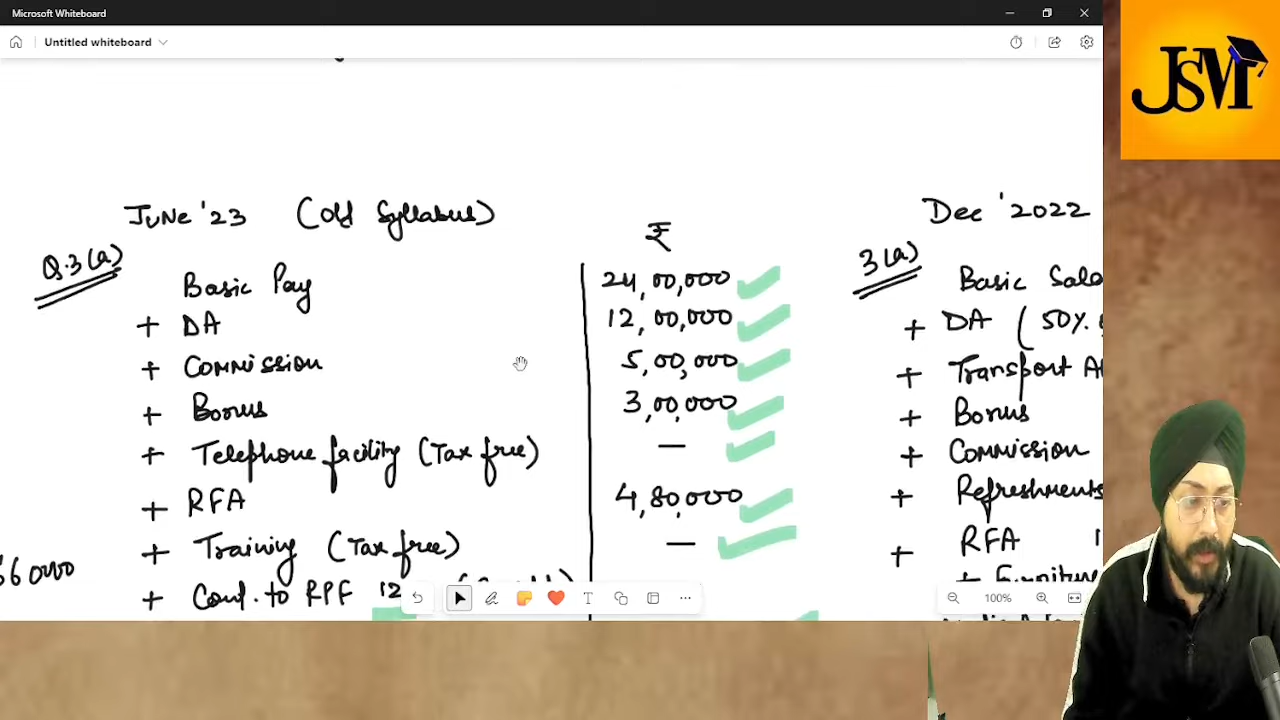 Microsoft Whiteboard
Untitled whiteboard
JSM
JUNE '23 (Old Syllabus)
₹
Q.3(a)
Basic Pay 24,00,000
+ DA 12,00,000
+ Commission 5,00,000
+ Bonus 3,00,000
+ Telephone facility (Tax free) —
+ RFA 4,80,000
+ Training (Tax free) —
+ Cont. to RPF 12
6000
Dec '2022
3(a)
Basic Sala
+ DA (50%
+ Transport A
+ Bonus
+ Commission
+ Refreshments
+ RFA
+ Furniture
100%